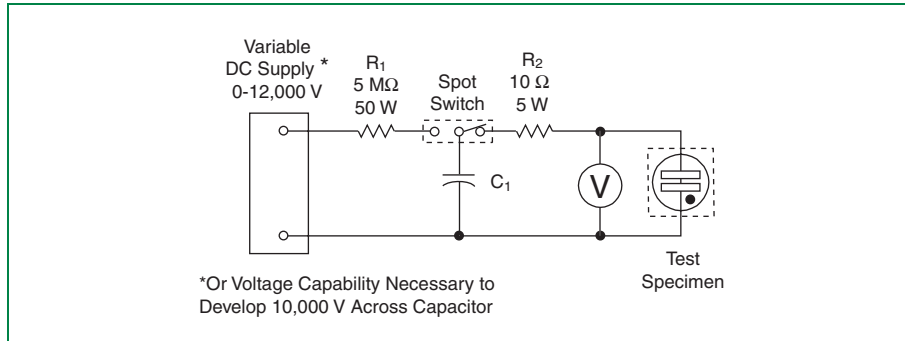 Variable
DC Supply *
0-12,000 V
R1
5 MΩ
50 W
Spot
Switch
R2
10 Ω
5 W
C1
V
Test
Specimen
*Or Voltage Capability Necessary to
Develop 10,000 V Across Capacitor